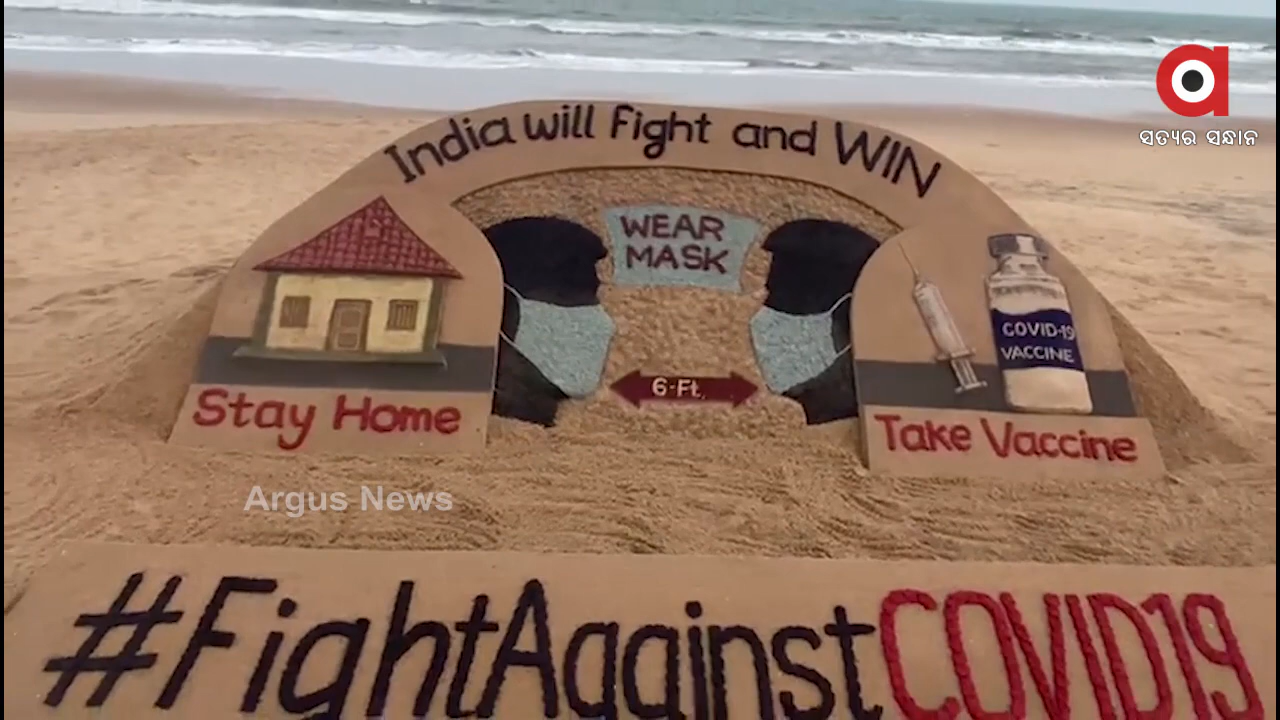 ସତ୍ୟର ସନ୍ଧାନ
India will Fight and WIN
WEAR
MASK
6-Ft.
COVID-19
VACCINE
Stay Home
Take Vaccine
Argus News
#FightAgainstCOVID19